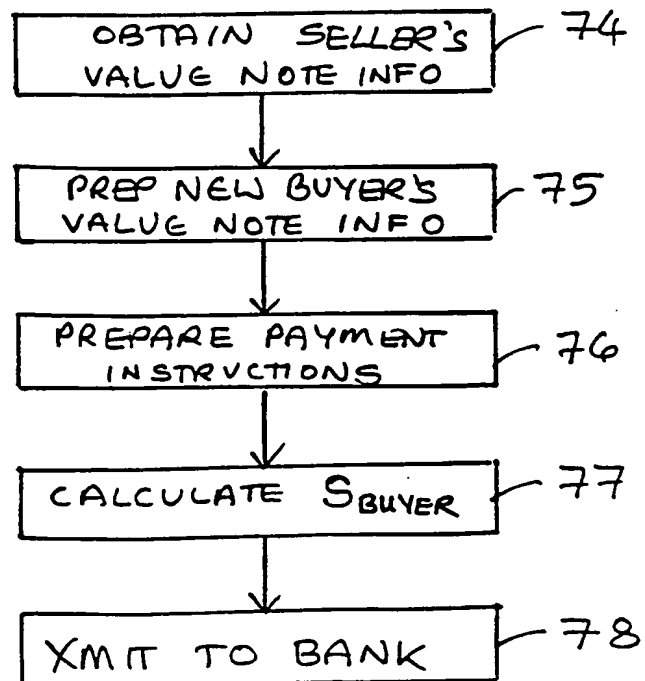 OBTAIN SELLER'S 74
VALUE NOTE INFO
PREP NEW BUYER'S 75
VALUE NOTE INFO
PREPARE PAYMENT 76
INSTRUCTIONS
CALCULATE SBUYER 77
XMIT TO BANK 78